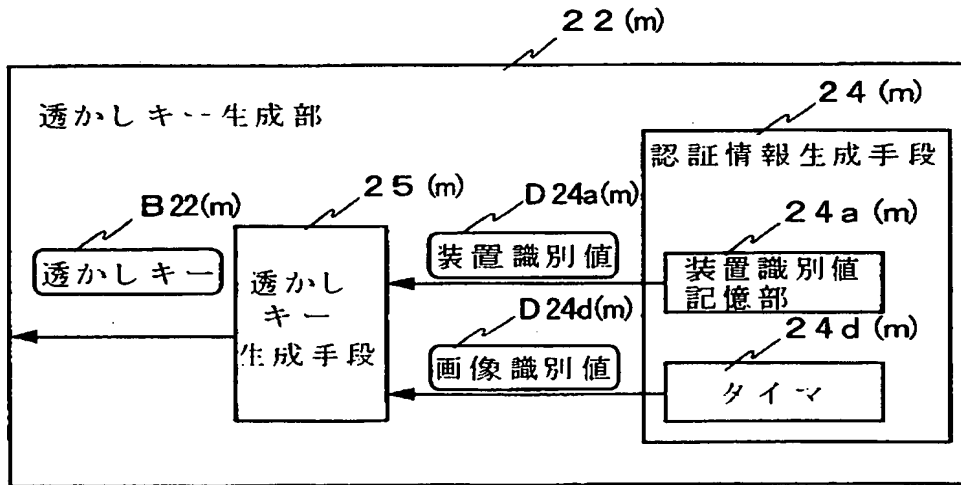 22(m)
透かしキー生成部
24(m)
認証情報生成手段
25(m)
B22(m)
透かしキー
透かし
キー
生成手段
D24a(m)
装置識別値
24a(m)
装置識別値
記憶部
D24d(m)
画像識別値
24d(m)
タイマ